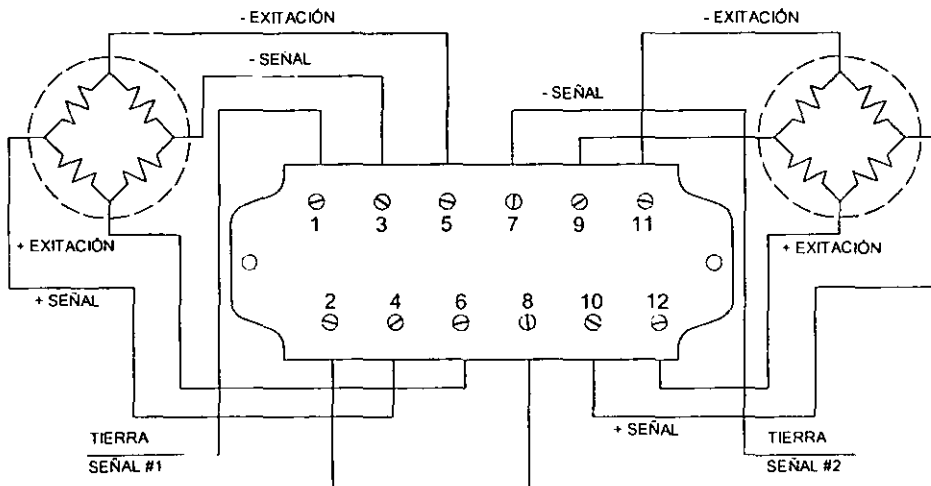 - EXITACIÓN
- EXITACIÓN
- SEÑAL
- SEÑAL
1 3 5 7 9 11
+ EXITACIÓN
+ EXITACIÓN
+ SEÑAL
2 4 6 8 10 12
+ SEÑAL
TIERRA
SEÑAL #1
TIERRA
SEÑAL #2